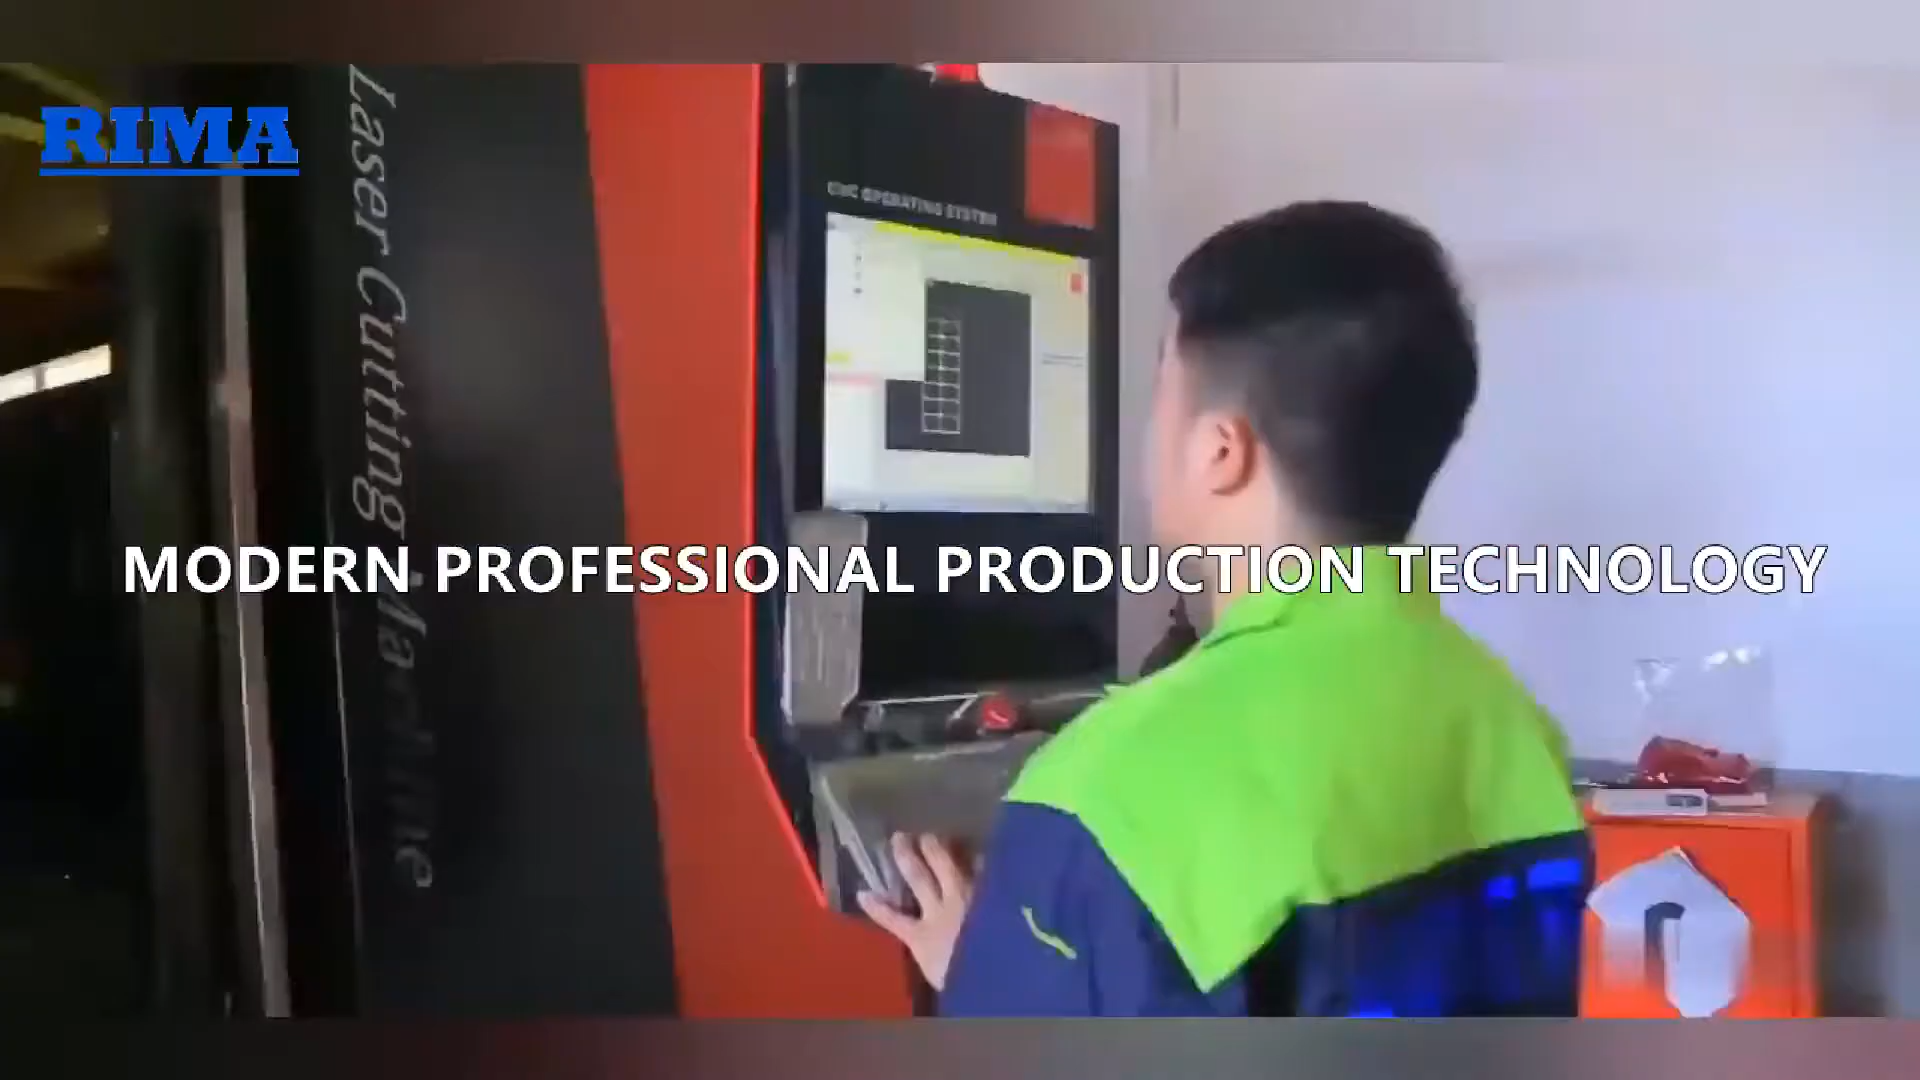 RIMA
Laser Cutting Machine
CNC OPERATING SYSTEM
MODERN PROFESSIONAL PRODUCTION TECHNOLOGY